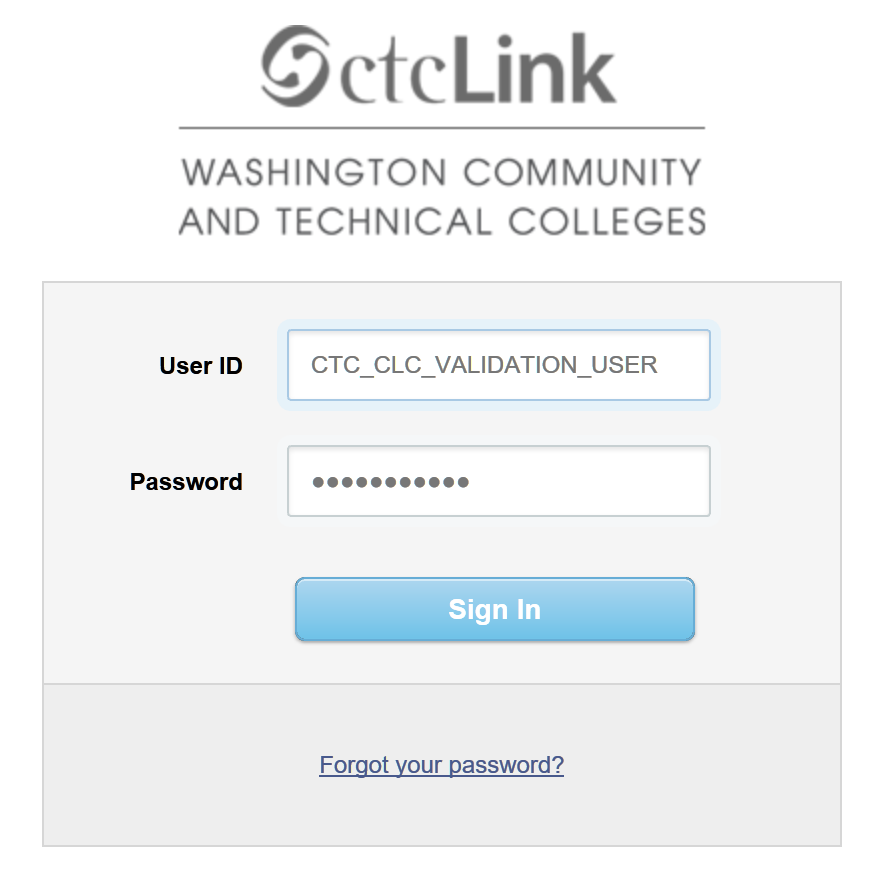 ctcLink
WASHINGTON COMMUNITY
AND TECHNICAL COLLEGES
User ID
CTC_CLC_VALIDATION_USER
Password
•••••••••••
Sign In
Forgot your password?